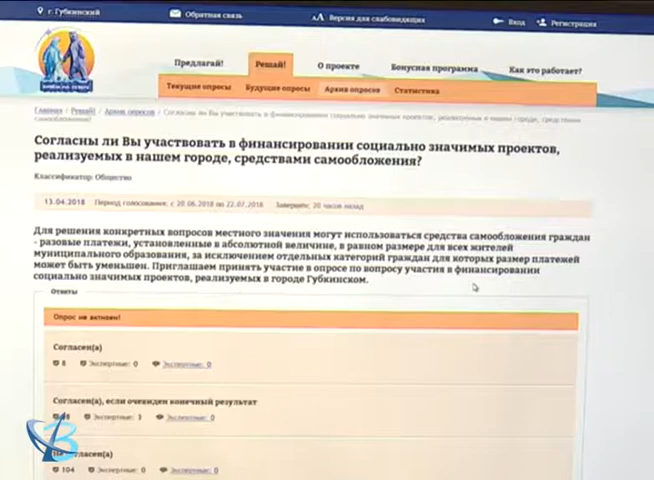 г. Губкинский
Обратная связь
Версия для слабовидящих
Вход
Регистрация
Предлагай!
Решай!
О проекте
Бонусная программа
Как это работает?
Текущие опросы
Будущие опросы
Архив опросов
Статистика
Главная / Решай! / Архив опросов / Согласны ли Вы участвовать в финансировании социально значимых проектов, реализуемых в нашем городе, средствами
самообложения?
Согласны ли Вы участвовать в финансировании социально значимых проектов,
реализуемых в нашем городе, средствами самообложения?
Классификатор: Общество
13.04.2018 Период голосования: с 20.06.2018 по 22.07.2018 Завершён: 20 часов назад
Для решения конкретных вопросов местного значения могут использоваться средства самообложения граждан
- разовые платежи, установленные в абсолютной величине, в равном размере для всех жителей
муниципального образования, за исключением отдельных категорий граждан для которых размер платежей
может быть уменьшен. Приглашаем принять участие в опросе по вопросу участия в финансировании
социально значимых проектов, реализуемых в городе Губкинском.
Ответы
Опрос не активен!
Согласен(а)
8 Экспертные: 0 Экспертные: 0
Согласен(а), если очевиден конечный результат
Экспертные: 3 Экспертные: 0
104 Экспертные: 0 Экспертные: 0